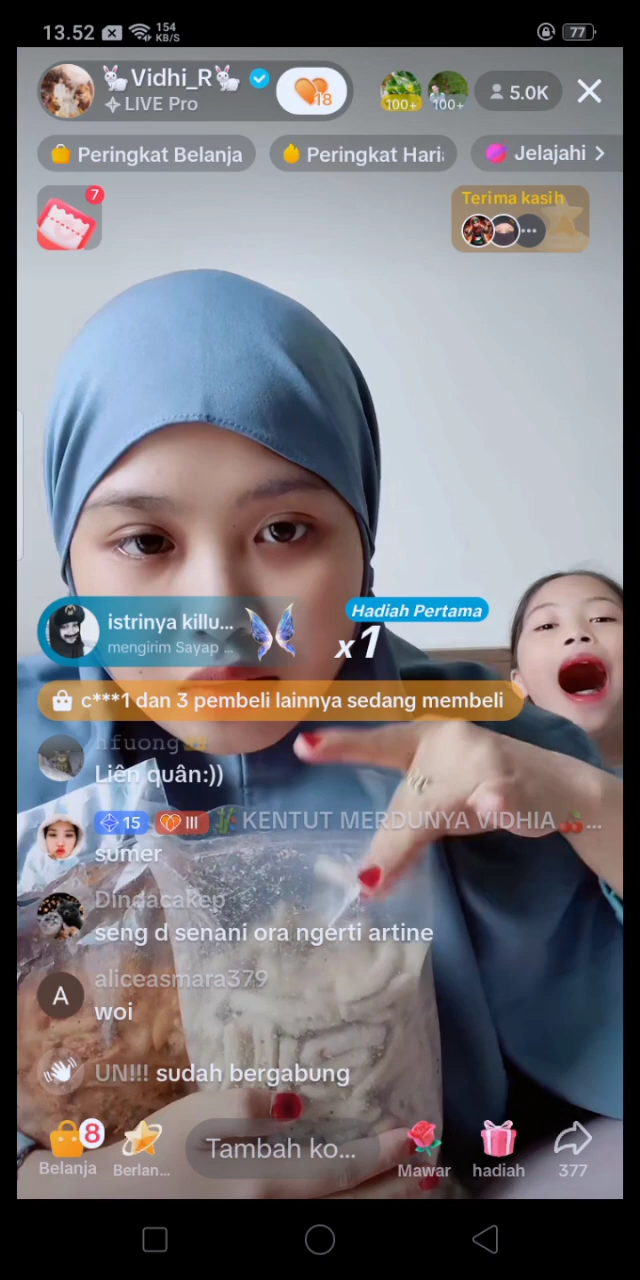 13.52
154
KB/S
77
Vidhi_R
LIVE Pro
18
100+
100+
5.0K
Peringkat Belanja
Peringkat Hari
Jelajahi
7
Terima kasih
Hadiah Pertama
istrinya killu...
mengirim Sayap ...
x1
c***1 dan 3 pembeli lainnya sedang membeli
hfuong
Liên quân:))
15
III
KENTUT MERDUNYA VIDHIA ...
sumer
Dindacakep
seng d senani ora ngerti artine
aliceasmara379
A
woi
UN!!! sudah bergabung
8
Tambah ko...
Belanja
Berlan...
Mawar
hadiah
377